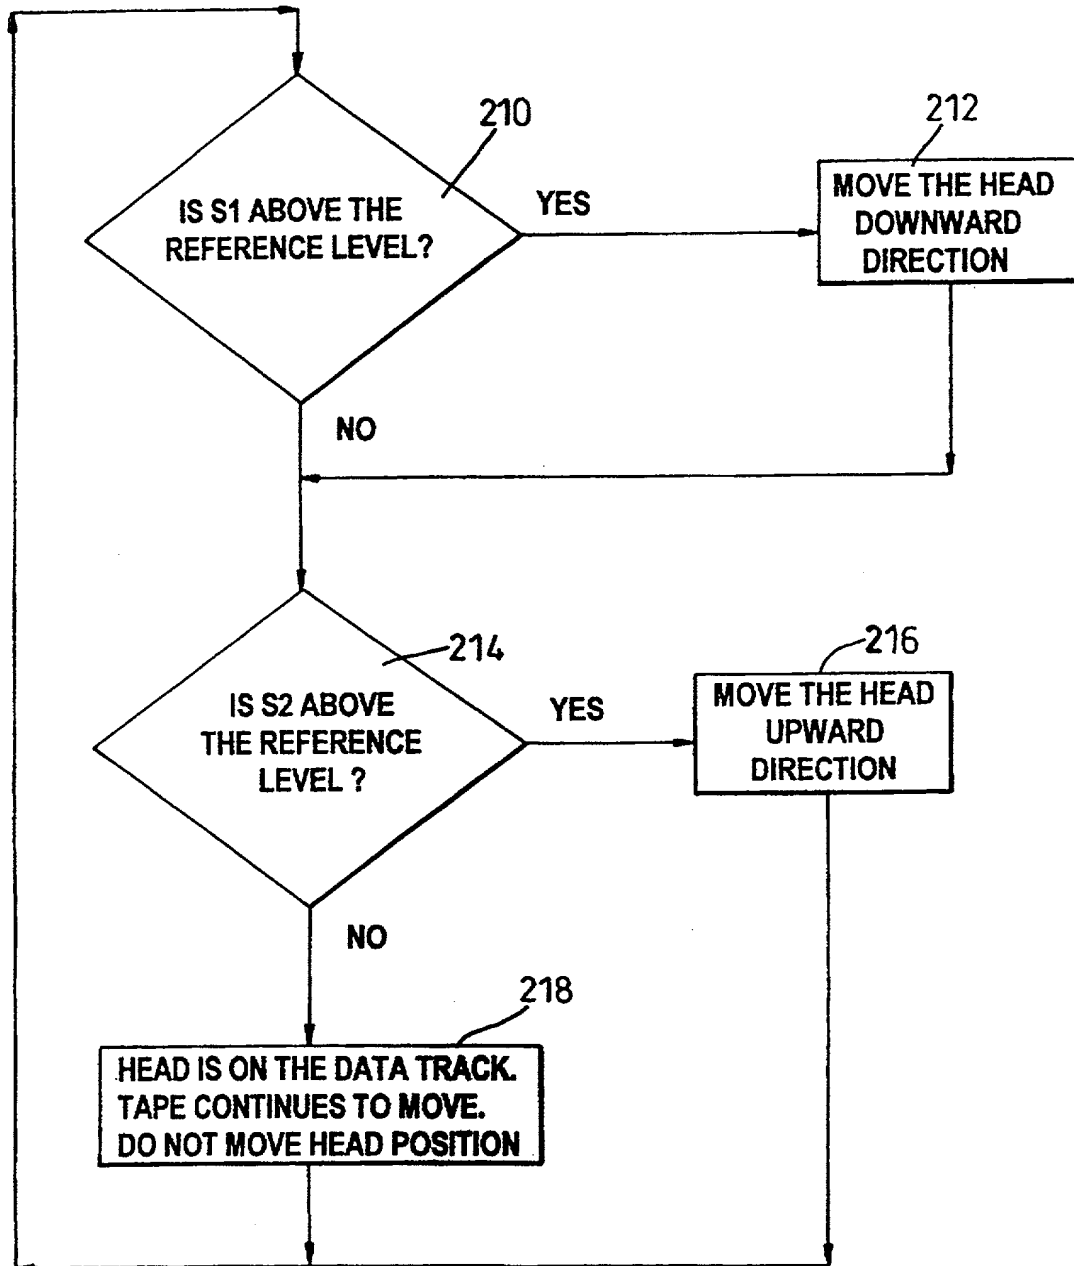 210
IS S1 ABOVE THE
REFERENCE LEVEL?
YES
212
MOVE THE HEAD
DOWNWARD
DIRECTION
NO
214
IS S2 ABOVE
THE REFERENCE
LEVEL ?
YES
216
MOVE THE HEAD
UPWARD
DIRECTION
NO
218
HEAD IS ON THE DATA TRACK.
TAPE CONTINUES TO MOVE.
DO NOT MOVE HEAD POSITION